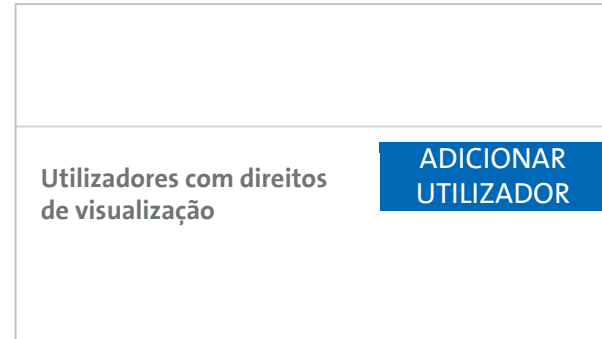 Utilizadores com direitos
de visualização
ADICIONAR
UTILIZADOR